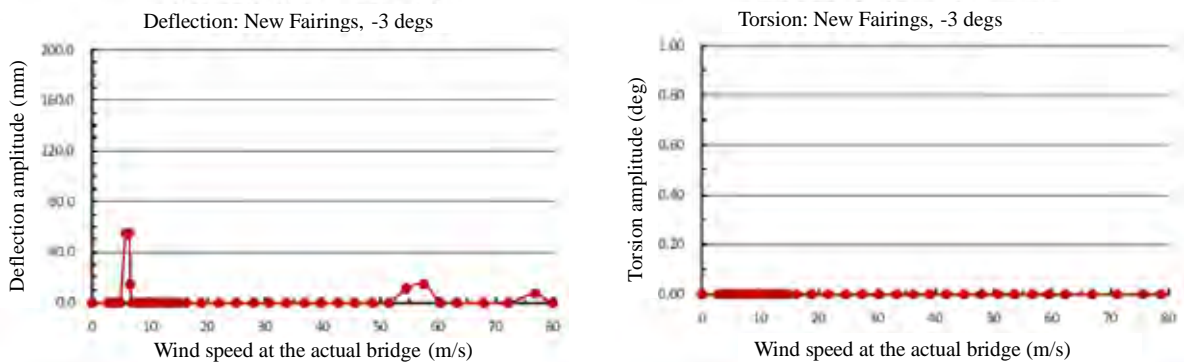 Deflection: New Fairings, -3 degs
200.0
160.0
120.0
80.0
40.0
0.0
0 10 20 30 40 50 60 70 80
Deflection amplitude (mm)
Wind speed at the actual bridge (m/s)
Torsion: New Fairings, -3 degs
1.00
0.80
0.60
0.40
0.20
0.00
0 10 20 30 40 50 60 70 80
Torsion amplitude (deg)
Wind speed at the actual bridge (m/s)